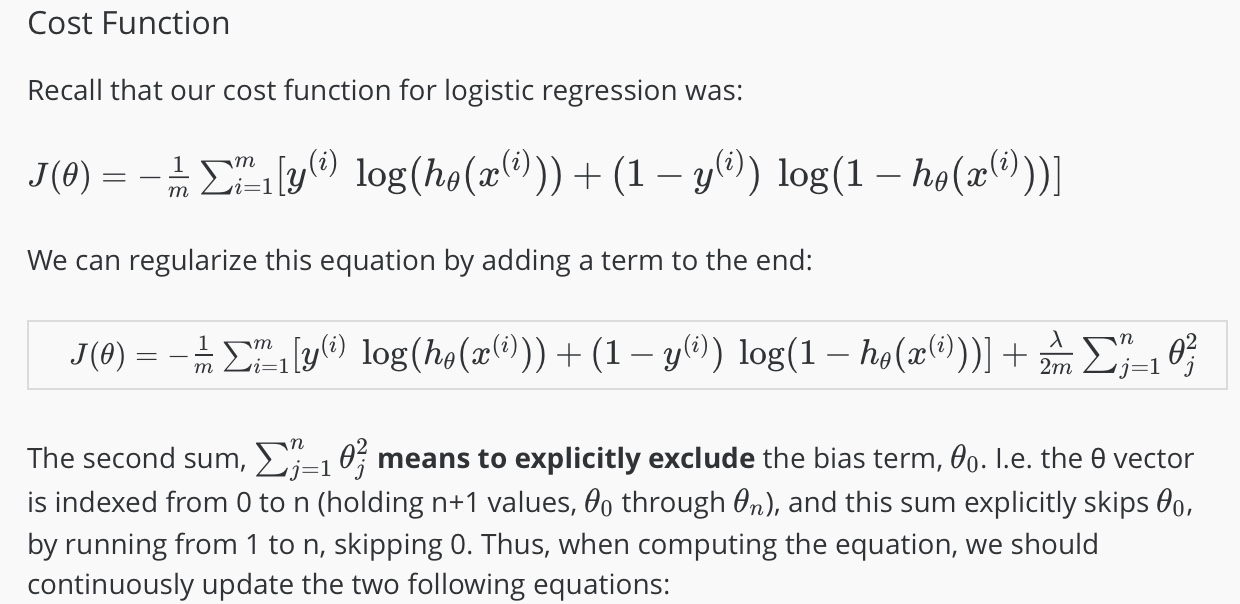 Cost Function
Recall that our cost function for logistic regression was:
$J(\theta) = -\frac{1}{m} \sum_{i=1}^{m} [y^{(i)} \log(h_\theta(x^{(i)})) + (1 - y^{(i)}) \log(1 - h_\theta(x^{(i)}))]$
We can regularize this equation by adding a term to the end:
$J(\theta) = -\frac{1}{m} \sum_{i=1}^{m} [y^{(i)} \log(h_\theta(x^{(i)})) + (1 - y^{(i)}) \log(1 - h_\theta(x^{(i)}))] + \frac{\lambda}{2m} \sum_{j=1}^{n} \theta_j^2$
The second sum, $\sum_{j=1}^{n} \theta_j^2$ means to explicitly exclude the bias term, $\theta_0$. I.e. the θ vector
is indexed from 0 to n (holding n+1 values, $\theta_0$ through $\theta_n$), and this sum explicitly skips $\theta_0$,
by running from 1 to n, skipping 0. Thus, when computing the equation, we should
continuously update the two following equations: